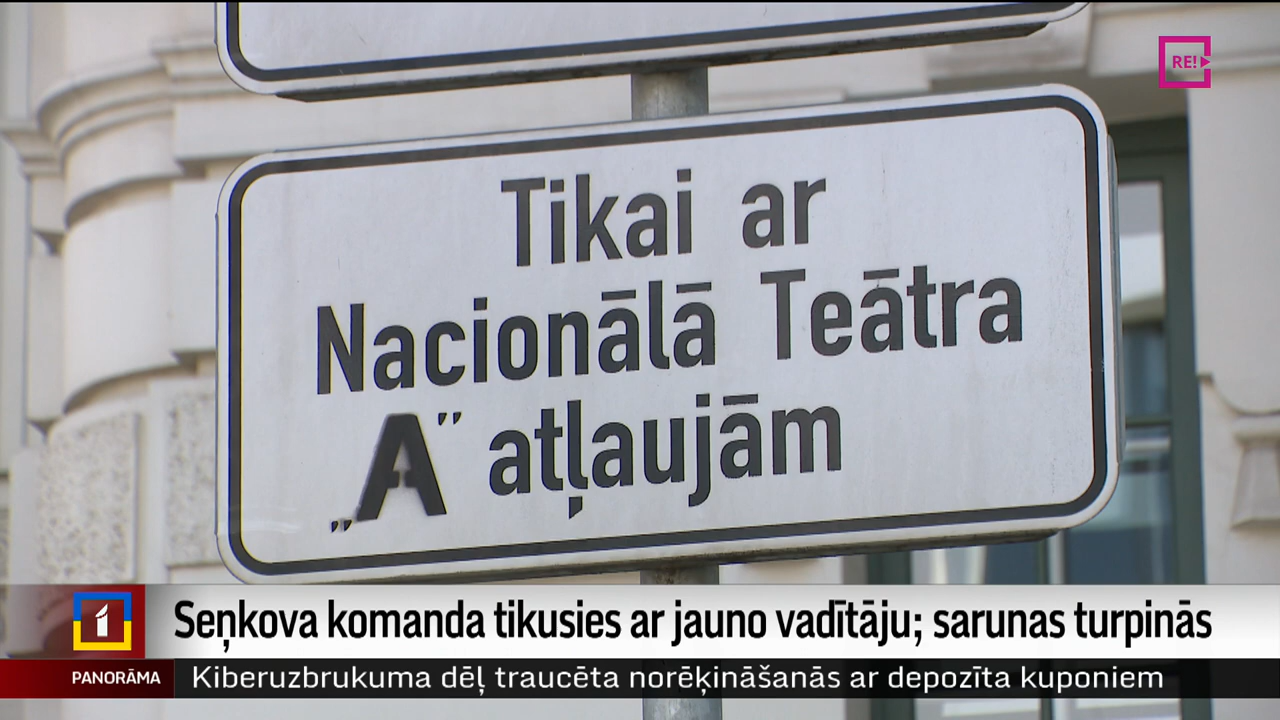 RE!
Tikai ar
Nacionālā Teātra
„A” atļaujām
1
Seņkova komanda tikusies ar jauno vadītāju; sarunas turpinās
PANORĀMA
Kiberuzbrukuma dēļ traucēta norēķināšanās ar depozīta kuponiem